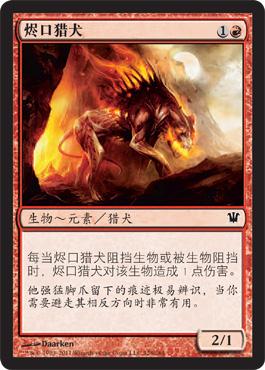 烬口猎犬 1
生物～元素／猎犬
每当烬口猎犬阻挡生物或被生物阻挡
时，烬口猎犬对该生物造成 1 点伤害。
他强猛脚爪留下的痕迹极易辨识，当你
需要避走其相反方向时非常有用。
Daarken
2/1